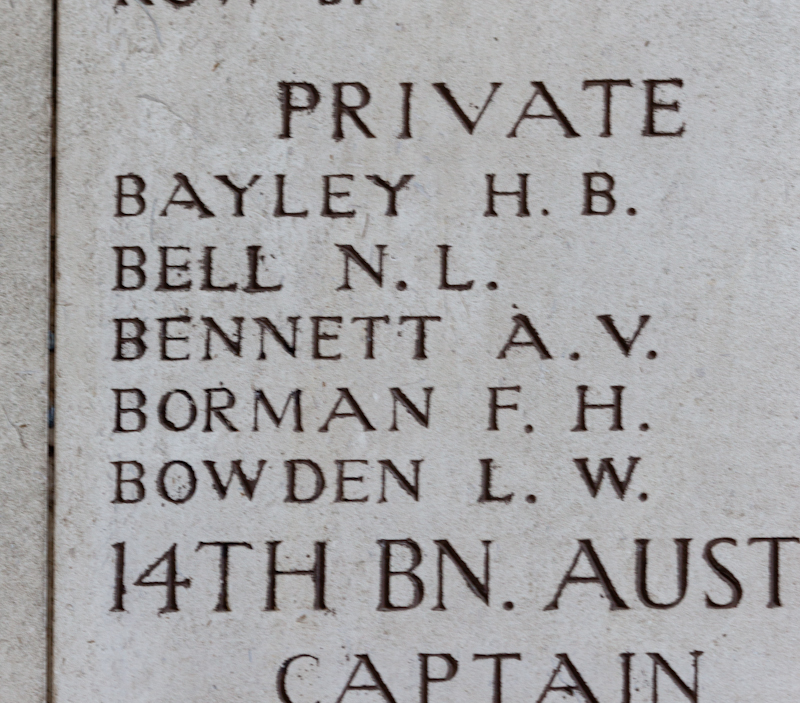 PRIVATE
BAYLEY H. B.
BELL N. L.
BENNETT A. V.
BORMAN F. H.
BOWDEN L. W.
14TH BN. AUST
CAPTAIN